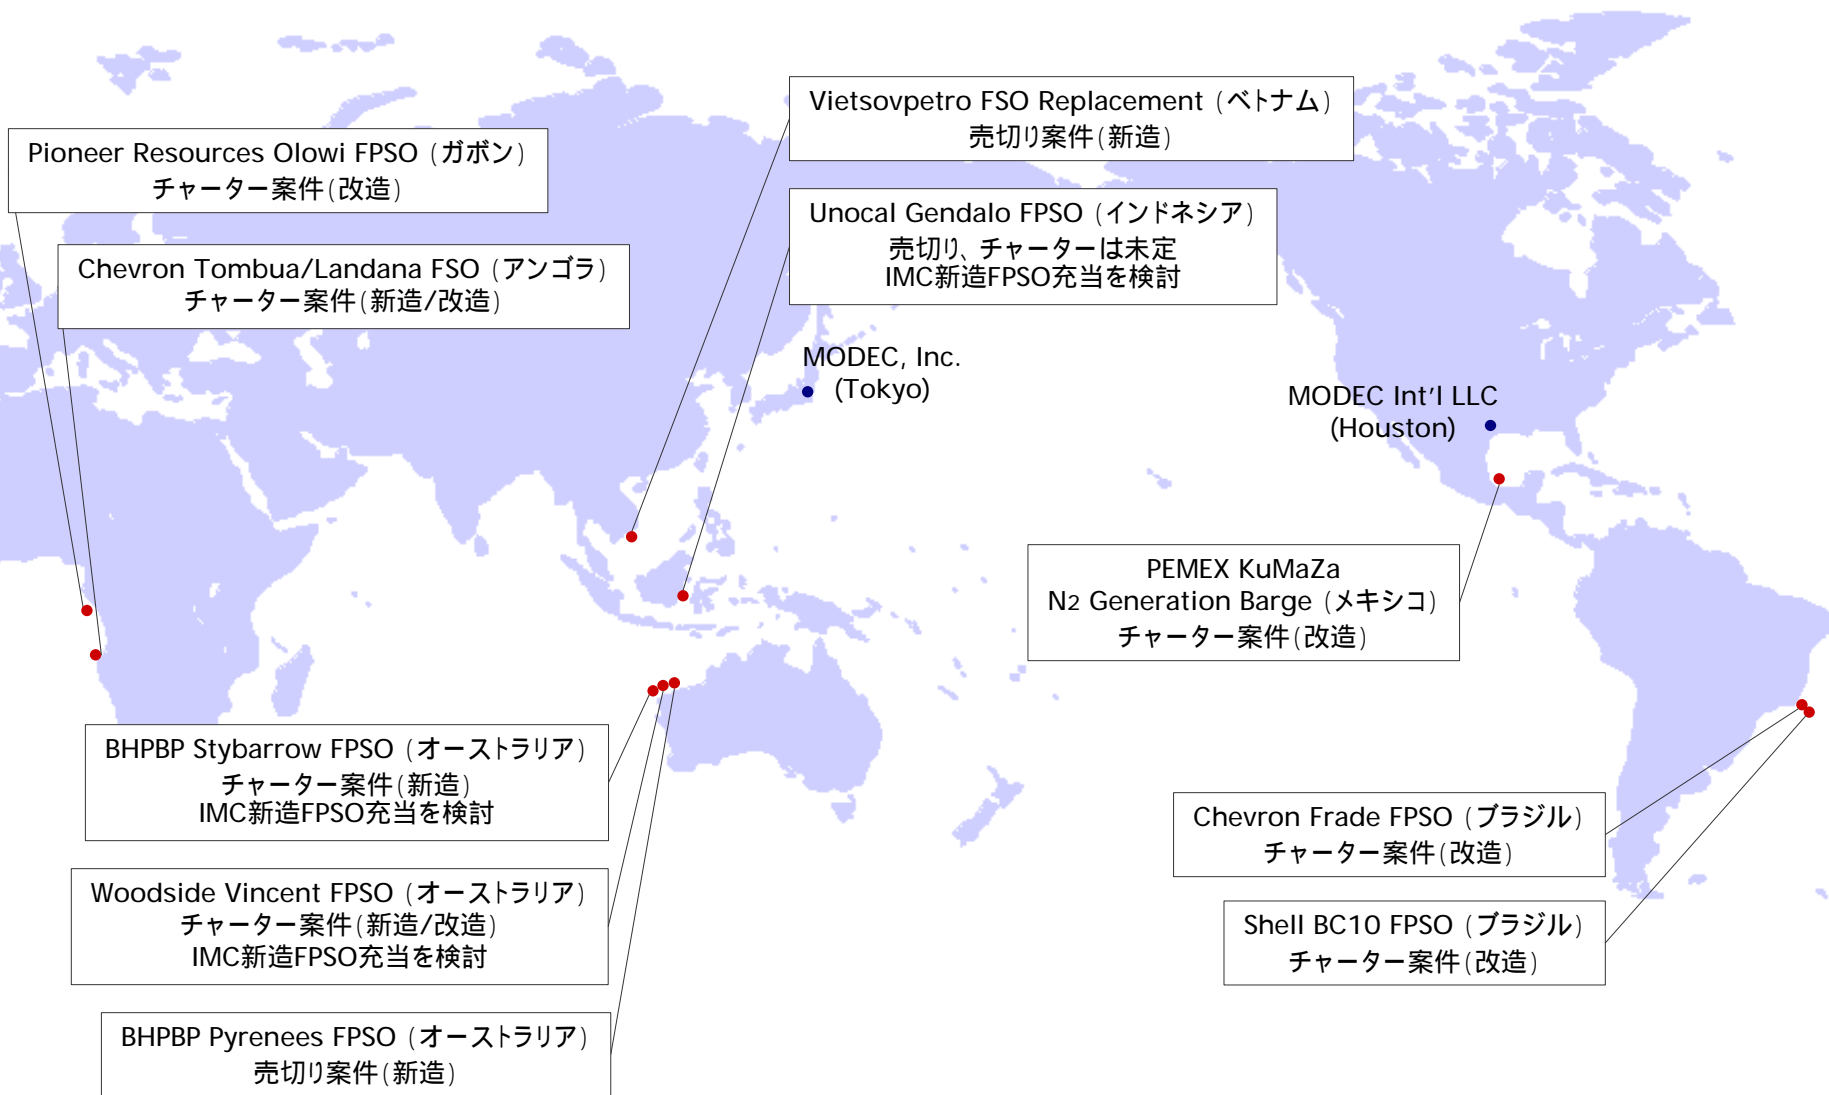 Vietsovpetro FSO Replacement (ベトナム)
売切り案件(新造)
Pioneer Resources Olowi FPSO (ガボン)
チャーター案件(改造)
Unocal Gendalo FPSO (インドネシア)
売切り、チャーターは未定
IMC新造FPSO充当を検討
Chevron Tombua/Landana FSO (アンゴラ)
チャーター案件(新造/改造)
MODEC, Inc.
(Tokyo)
MODEC Int'l LLC
(Houston)
PEMEX KuMaZa
N2 Generation Barge (メキシコ)
チャーター案件(改造)
BHPBP Stybarrow FPSO (オーストラリア)
チャーター案件(新造)
IMC新造FPSO充当を検討
Chevron Frade FPSO (ブラジル)
チャーター案件(改造)
Woodside Vincent FPSO (オーストラリア)
チャーター案件(新造/改造)
IMC新造FPSO充当を検討
Shell BC10 FPSO (ブラジル)
チャーター案件(改造)
BHPBP Pyrenees FPSO (オーストラリア)
売切り案件(新造)